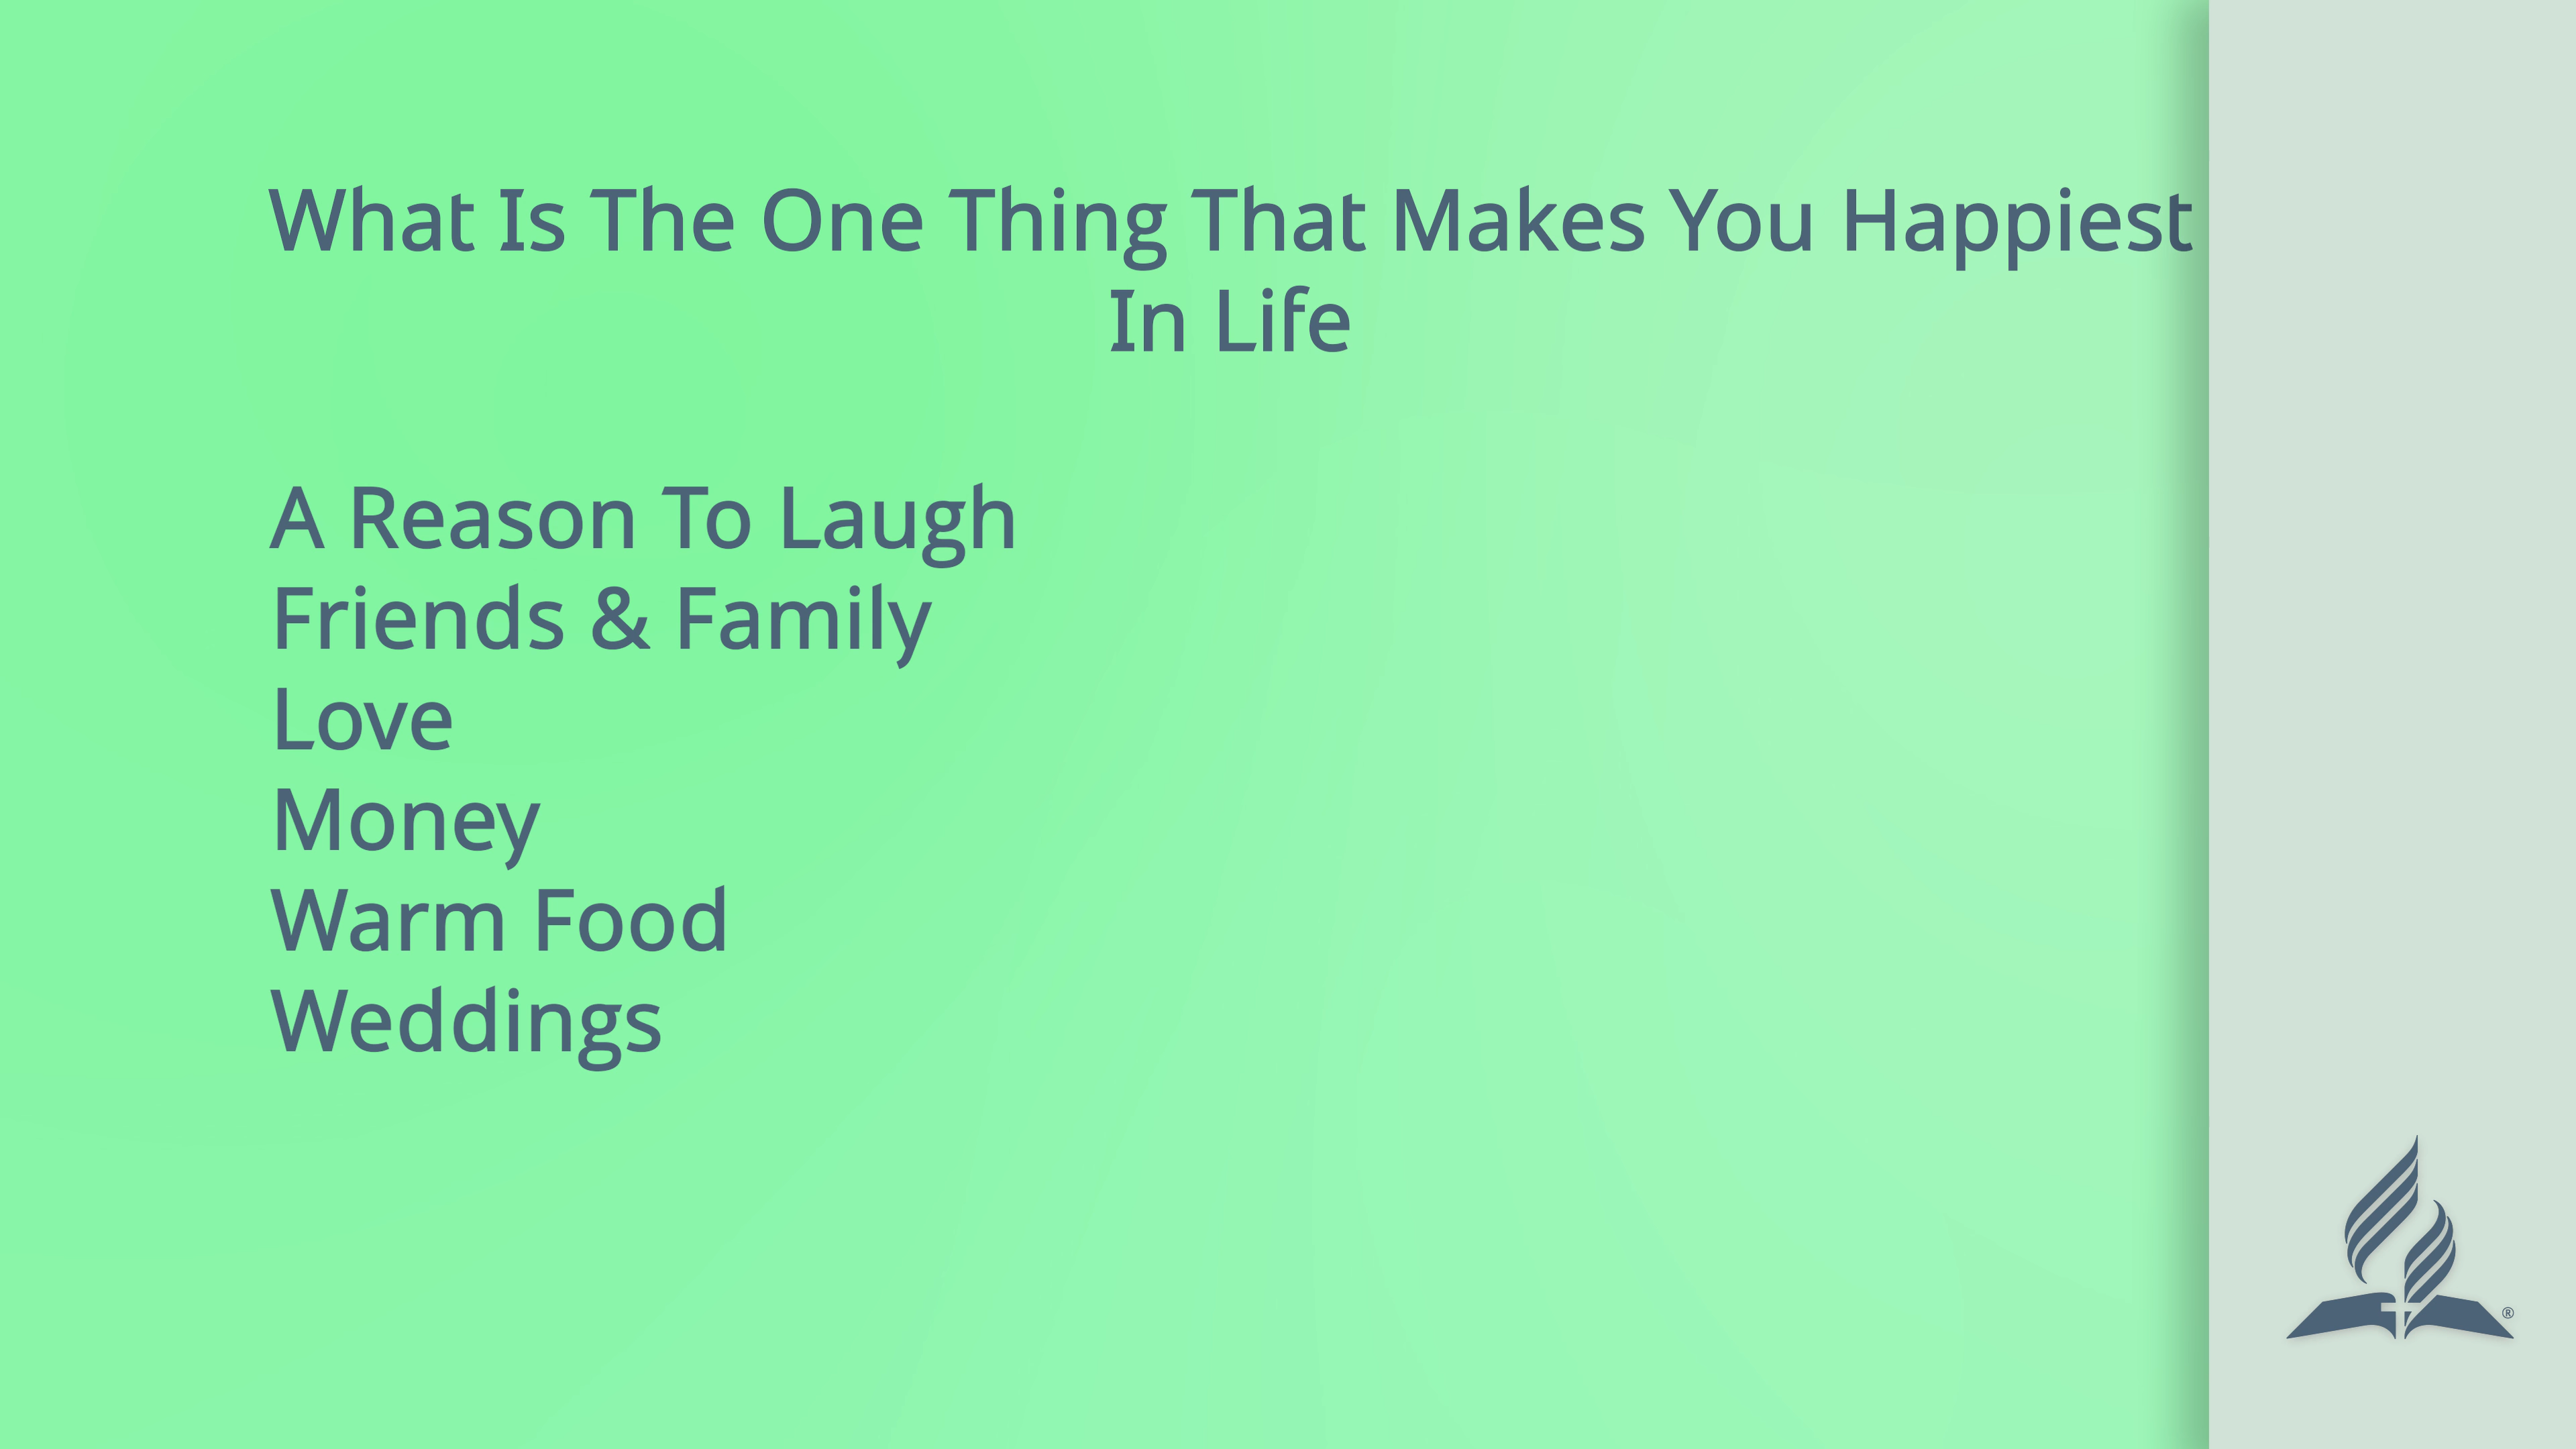 What Is The One Thing That Makes You Happiest
In Life
A Reason To Laugh
Friends & Family
Love
Money
Warm Food
Weddings
®